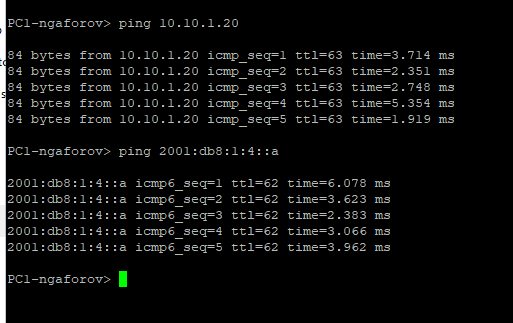 PC1-ngaforov> ping 10.10.1.20
84 bytes from 10.10.1.20 icmp_seq=1 ttl=63 time=3.714 ms
84 bytes from 10.10.1.20 icmp_seq=2 ttl=63 time=2.351 ms
84 bytes from 10.10.1.20 icmp_seq=3 ttl=63 time=2.748 ms
84 bytes from 10.10.1.20 icmp_seq=4 ttl=63 time=5.354 ms
84 bytes from 10.10.1.20 icmp_seq=5 ttl=63 time=1.919 ms
PC1-ngaforov> ping 2001:db8:1:4::a
2001:db8:1:4::a icmp6_seq=1 ttl=62 time=6.078 ms
2001:db8:1:4::a icmp6_seq=2 ttl=62 time=3.623 ms
2001:db8:1:4::a icmp6_seq=3 ttl=62 time=2.383 ms
2001:db8:1:4::a icmp6_seq=4 ttl=62 time=3.066 ms
2001:db8:1:4::a icmp6_seq=5 ttl=62 time=3.962 ms
PC1-ngaforov>